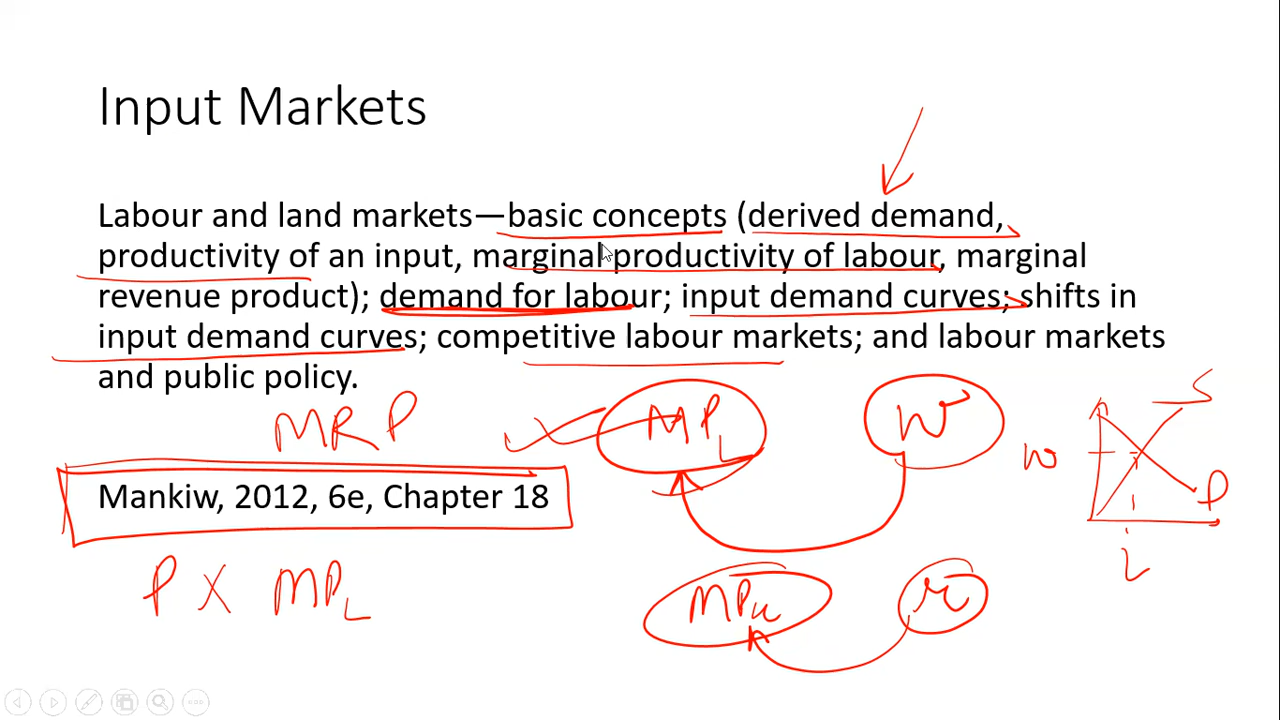 Input Markets
Labour and land markets—basic concepts (derived demand,
productivity of an input, marginal productivity of labour, marginal
revenue product); demand for labour; input demand curves; shifts in
input demand curves; competitive labour markets; and labour markets
and public policy.
MRP
MPL
W
S
w
D
L
Mankiw, 2012, 6e, Chapter 18
P X MPL
MPK
r